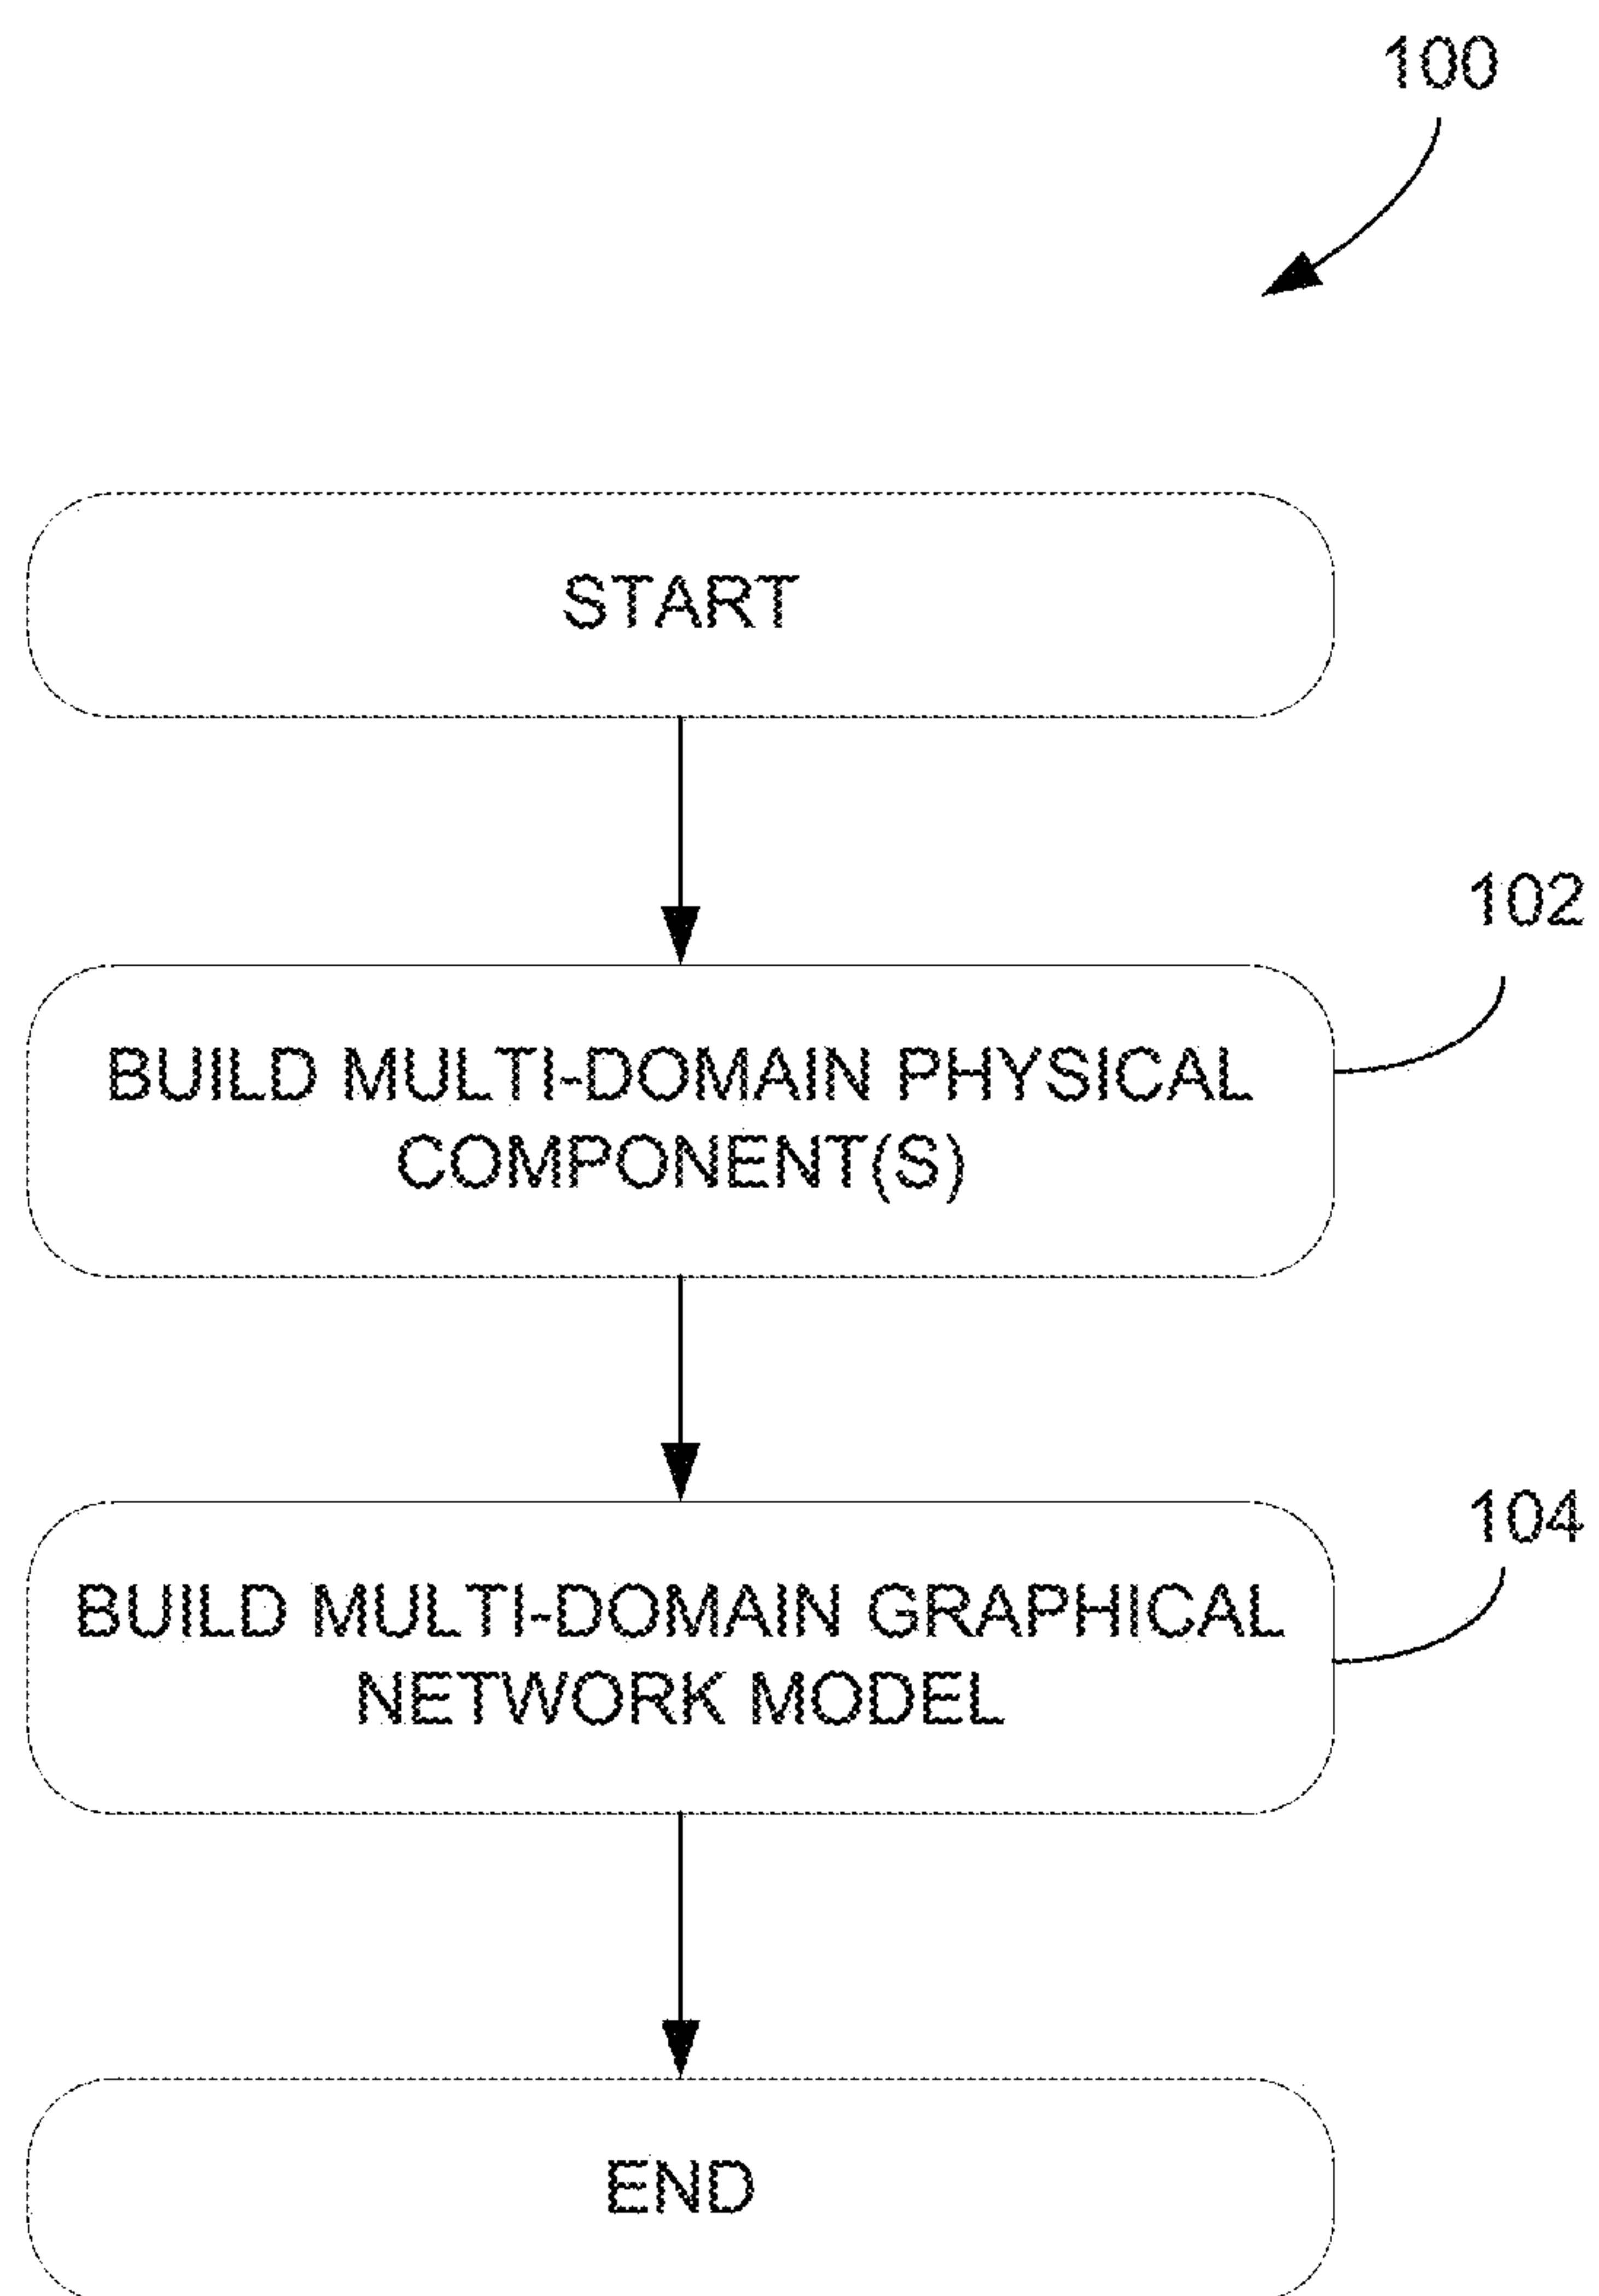 100
START
102
BUILD MULTI-DOMAIN PHYSICAL
COMPONENT(S)
104
BUILD MULTI-DOMAIN GRAPHICAL
NETWORK MODEL
END